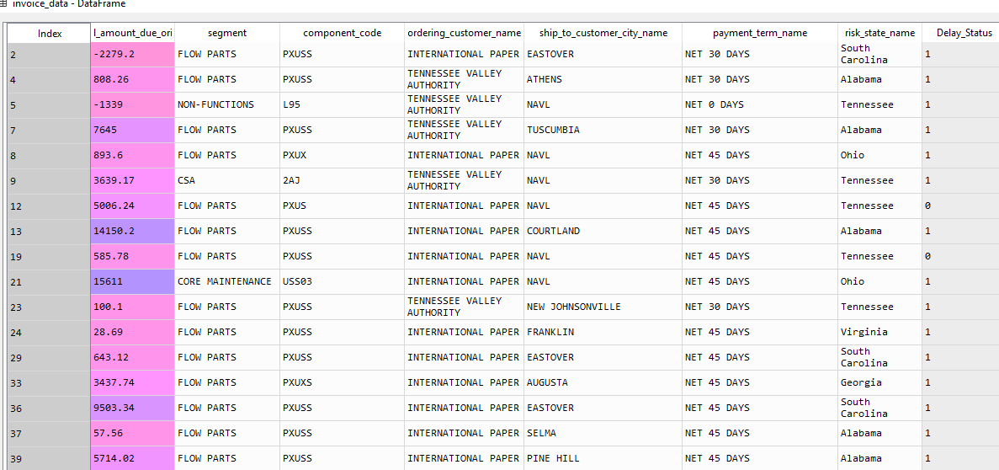 invoice_data - DataFrame
Index l_amount_due_ori segment component_code ordering_customer_name ship_to_customer_city_name payment_term_name risk_state_name Delay_Status
2 -2279.2 FLOW PARTS PXUSS INTERNATIONAL PAPER EASTOVER NET 30 DAYS South Carolina 1
4 808.26 FLOW PARTS PXUSS TENNESSEE VALLEY AUTHORITY ATHENS NET 30 DAYS Alabama 1
5 -1339 NON-FUNCTIONS L95 TENNESSEE VALLEY AUTHORITY NAVL NET 0 DAYS Tennessee 1
7 7645 FLOW PARTS PXUSS TENNESSEE VALLEY AUTHORITY TUSCUMBIA NET 30 DAYS Alabama 1
8 893.6 FLOW PARTS PXUX INTERNATIONAL PAPER NAVL NET 45 DAYS Ohio 1
9 3639.17 CSA 2AJ TENNESSEE VALLEY AUTHORITY NAVL NET 30 DAYS Tennessee 1
12 5006.24 FLOW PARTS PXUS INTERNATIONAL PAPER NAVL NET 45 DAYS Tennessee 0
13 14150.2 FLOW PARTS PXUSS INTERNATIONAL PAPER COURTLAND NET 45 DAYS Alabama 1
19 585.78 FLOW PARTS PXUSS INTERNATIONAL PAPER NAVL NET 45 DAYS Tennessee 0
21 15611 CORE MAINTENANCE USS03 INTERNATIONAL PAPER NAVL NET 45 DAYS Ohio 1
23 100.1 FLOW PARTS PXUSS TENNESSEE VALLEY AUTHORITY NEW JOHNSONVILLE NET 30 DAYS Tennessee 1
24 28.69 FLOW PARTS PXUSS INTERNATIONAL PAPER FRANKLIN NET 45 DAYS Virginia 1
29 643.12 FLOW PARTS PXUSS INTERNATIONAL PAPER EASTOVER NET 45 DAYS South Carolina 1
33 3437.74 FLOW PARTS PXUXS INTERNATIONAL PAPER AUGUSTA NET 45 DAYS Georgia 1
36 9503.34 FLOW PARTS PXUSS INTERNATIONAL PAPER EASTOVER NET 45 DAYS South Carolina 1
37 57.56 FLOW PARTS PXUSS INTERNATIONAL PAPER SELMA NET 45 DAYS Alabama 1
39 5714.02 FLOW PARTS PXUSS INTERNATIONAL PAPER PINE HILL NET 45 DAYS Alabama 1